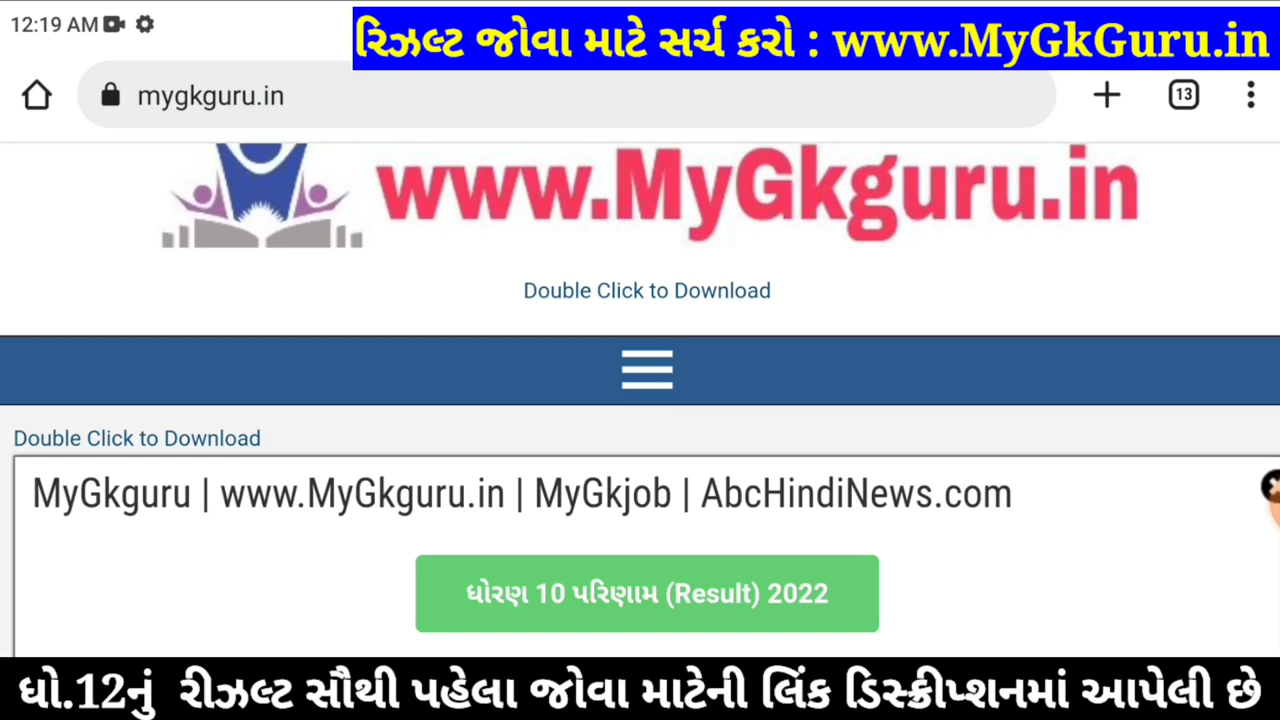 12:19 AM
રિઝલ્ટ જોવા માટે સર્ચ કરો : www.MyGkGuru.in
mygkguru.in
13
www.MyGkguru.in
Double Click to Download
Double Click to Download
MyGkguru | www.MyGkguru.in | MyGkjob | AbcHindiNews.com
ધોરણ 10 પરિણામ (Result) 2022
ધો.12નું રીઝલ્ટ સૌથી પહેલા જોવા માટેની લિંક ડિસ્ક્રીપ્શનમાં આપેલી છે